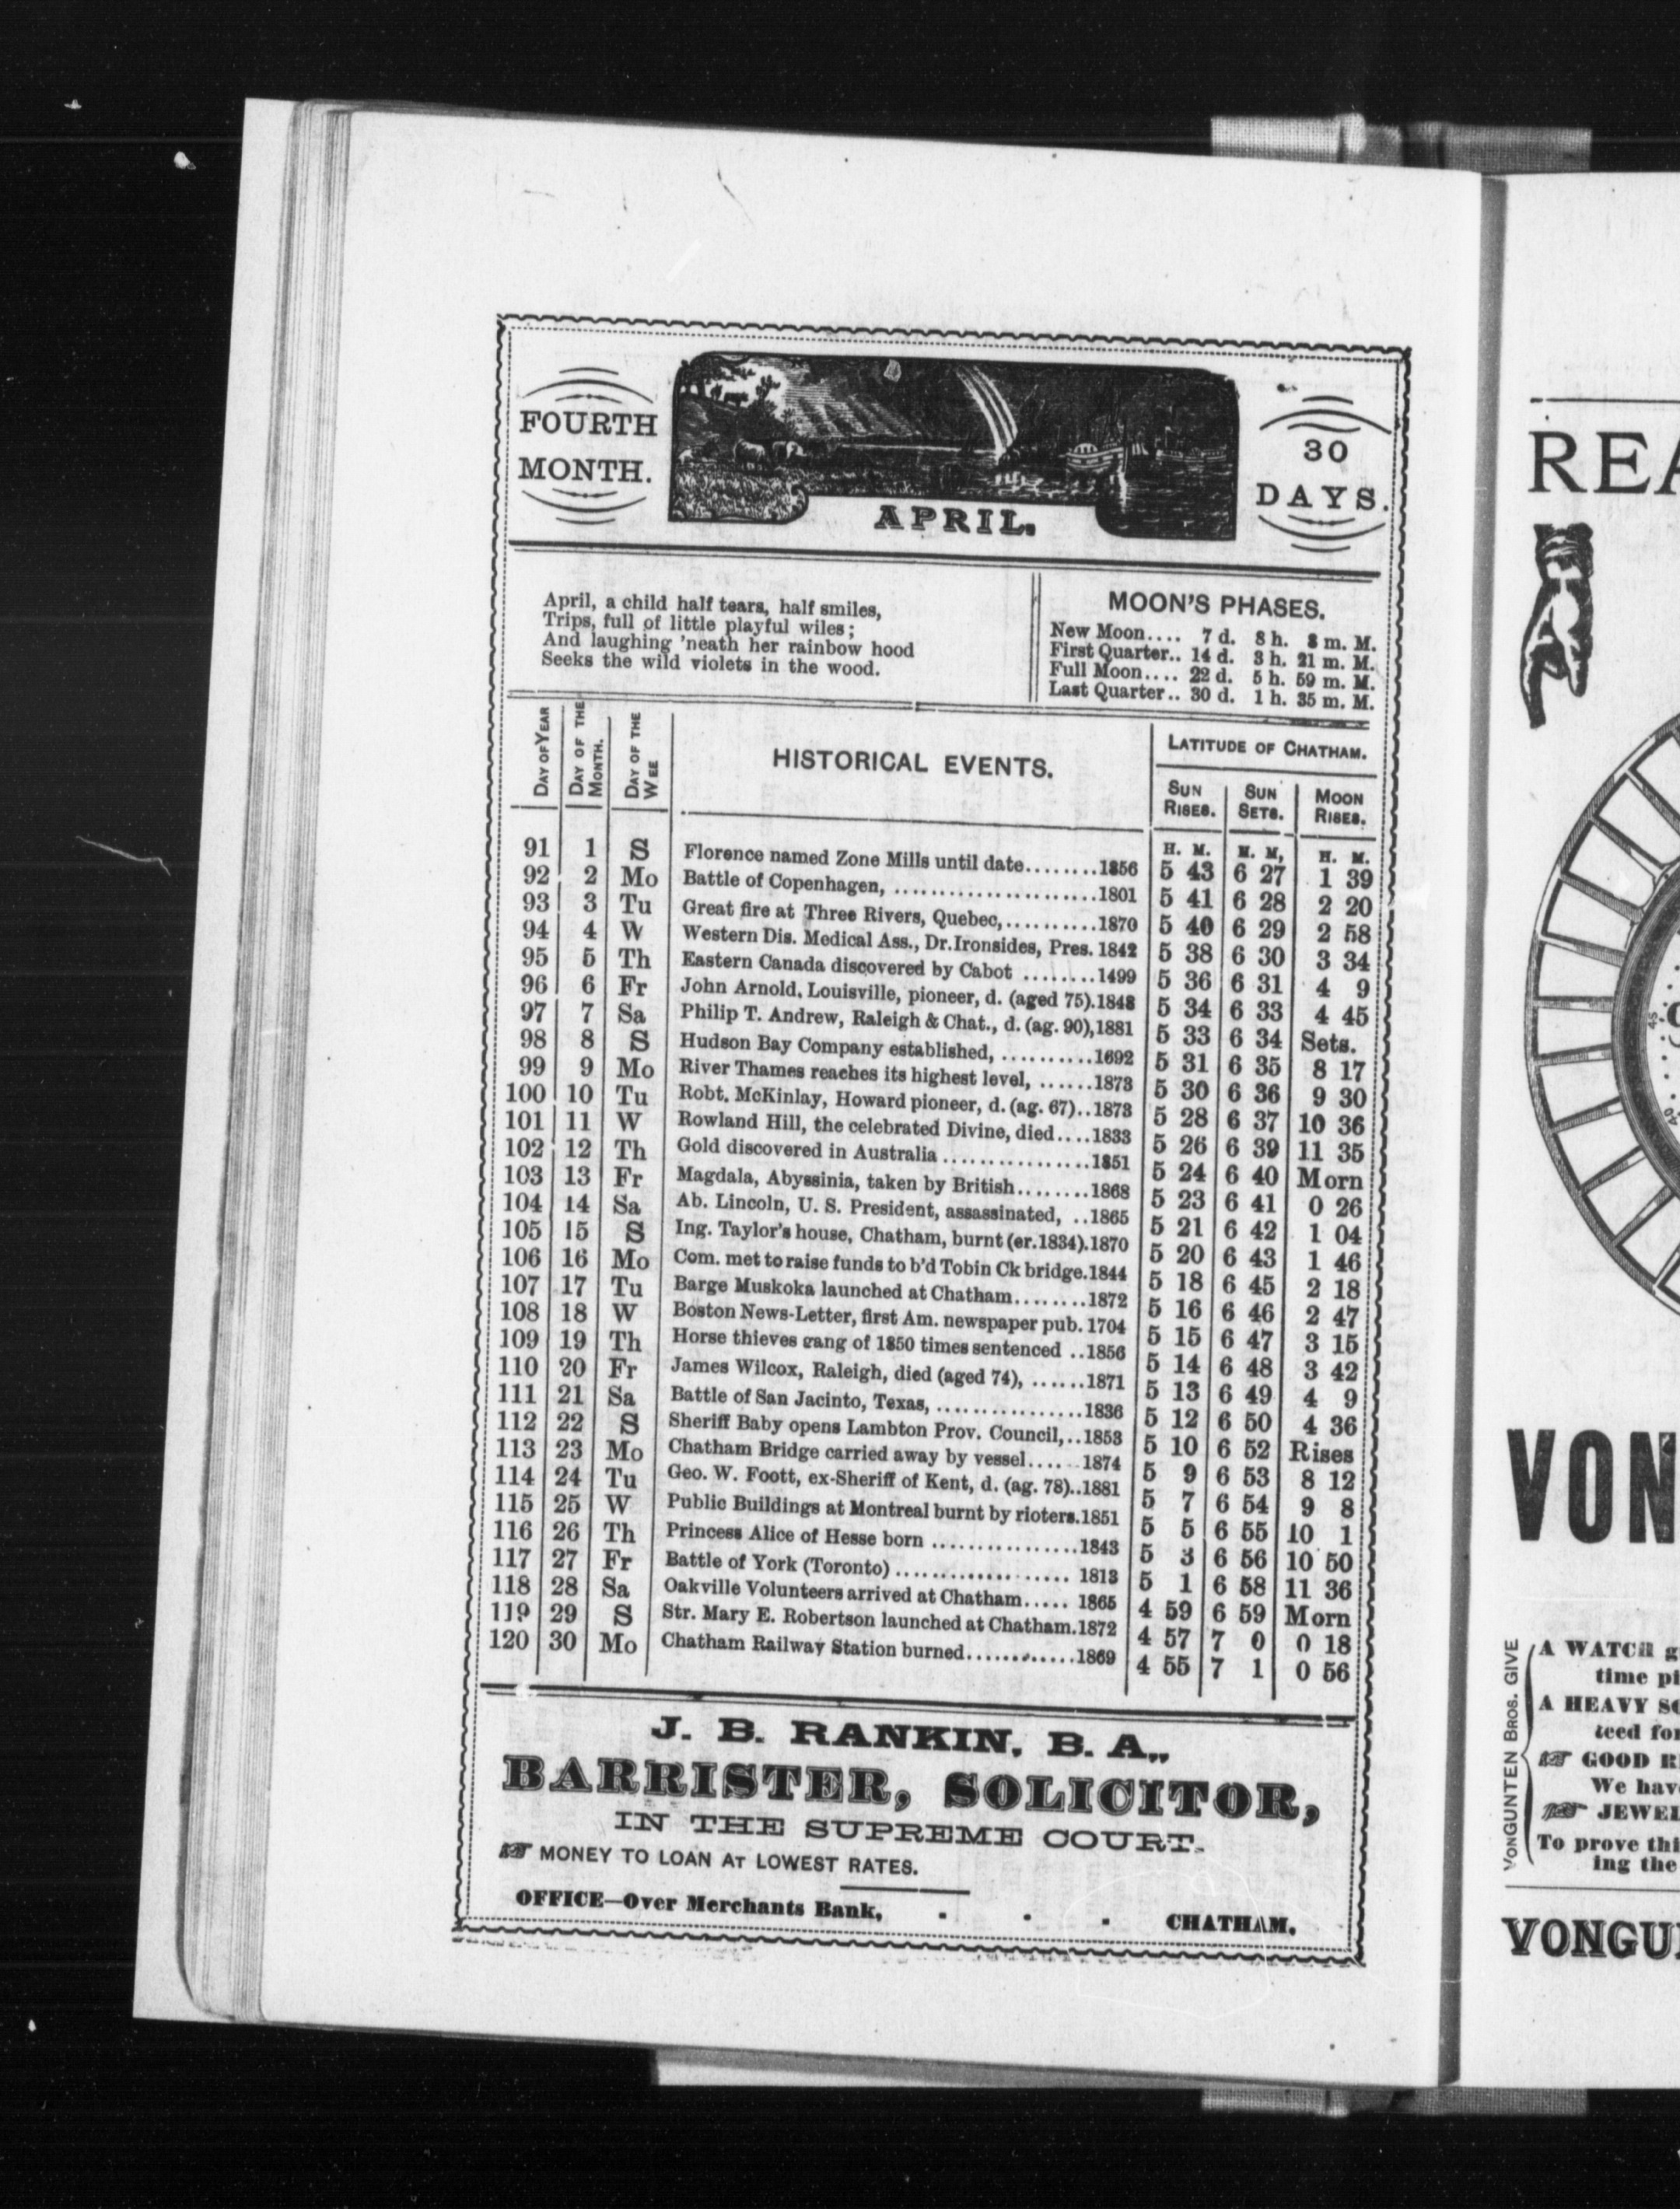 FOURTH
MONTH.
APRIL.
30
DAYS.
April, a child half tears, half smiles,
Trips, full of little playful wiles;
And laughing 'neath her rainbow hood
Seeks the wild violets in the wood.
MOON'S PHASES.
New Moon.... 7 d. 8 h. 8 m. M.
First Quarter.. 14 d. 3 h. 21 m. M.
Full Moon.... 22 d. 5 h. 59 m. M.
Last Quarter.. 30 d. 1 h. 35 m. M.
DAY OF YEAR
DAY OF THE MONTH.
DAY OF THE WEE
HISTORICAL EVENTS.
LATITUDE OF CHATHAM.
SUN RISES.
SUN SETS.
MOON RISES.
H. M. H. M, H. M.
91 1 S Florence named Zone Mills until date........1856 5 43 6 27 1 39
92 2 Mo Battle of Copenhagen, .....................1801 5 41 6 28 2 20
93 3 Tu Great fire at Three Rivers, Quebec,..........1870 5 40 6 29 2 58
94 4 W Western Dis. Medical Ass., Dr.Ironsides, Pres. 1842 5 38 6 30 3 34
95 5 Th Eastern Canada discovered by Cabot ........1499 5 36 6 31 4 9
96 6 Fr John Arnold, Louisville, pioneer, d. (aged 75).1848 5 34 6 33 4 45
97 7 Sa Philip T. Andrew, Raleigh & Chat., d. (ag. 90),1881 5 33 6 34 Sets.
98 8 S Hudson Bay Company established, ..........1692 5 31 6 35 8 17
99 9 Mo River Thames reaches its highest level, ......1873 5 30 6 36 9 30
100 10 Tu Robt. McKinlay, Howard pioneer, d. (ag. 67)..1873 5 28 6 37 10 36
101 11 W Rowland Hill, the celebrated Divine, died....1833 5 26 6 39 11 35
102 12 Th Gold discovered in Australia ................1851 5 24 6 40 Morn
103 13 Fr Magdala, Abyssinia, taken by British........1868 5 23 6 41 0 26
104 14 Sa Ab. Lincoln, U. S. President, assassinated, ..1865 5 21 6 42 1 04
105 15 S Ing. Taylor's house, Chatham, burnt (er.1834).1870 5 20 6 43 1 46
106 16 Mo Com. met to raise funds to b'd Tobin Ck bridge.1844 5 18 6 45 2 18
107 17 Tu Barge Muskoka launched at Chatham........1872 5 16 6 46 2 47
108 18 W Boston News-Letter, first Am. newspaper pub. 1704 5 15 6 47 3 15
109 19 Th Horse thieves gang of 1850 times sentenced ..1856 5 14 6 48 3 42
110 20 Fr James Wilcox, Raleigh, died (aged 74), ......1871 5 13 6 49 4 9
111 21 Sa Battle of San Jacinto, Texas, ................1836 5 12 6 50 4 36
112 22 S Sheriff Baby opens Lambton Prov. Council,..1853 5 10 6 52 Rises
113 23 Mo Chatham Bridge carried away by vessel......1874 5 9 6 53 8 12
114 24 Tu Geo. W. Foott, ex-Sheriff of Kent, d. (ag. 78)..1881 5 7 6 54 9 8
115 25 W Public Buildings at Montreal burnt by rioters.1851 5 5 6 55 10 1
116 26 Th Princess Alice of Hesse born ................1843 5 3 6 56 10 50
117 27 Fr Battle of York (Toronto) ................... 1813 5 1 6 58 11 36
118 28 Sa Oakville Volunteers arrived at Chatham..... 1865 4 59 6 59 Morn
119 29 S Str. Mary E. Robertson launched at Chatham.1872 4 57 7 0 0 18
120 30 Mo Chatham Railway Station burned.............1869 4 55 7 1 0 56
J. B. RANKIN, B. A.,,
BARRISTER, SOLICITOR,
IN THE SUPREME COURT.
MONEY TO LOAN AT LOWEST RATES.
OFFICE—Over Merchants Bank, - - - CHATHAM.
REA
VON
VONGUNTEN BROS. GIVE
A WATCH g
time pi
A HEAVY SO
teed for
GOOD R
We hav
JEWEL
To prove thi
ing the
VONGU